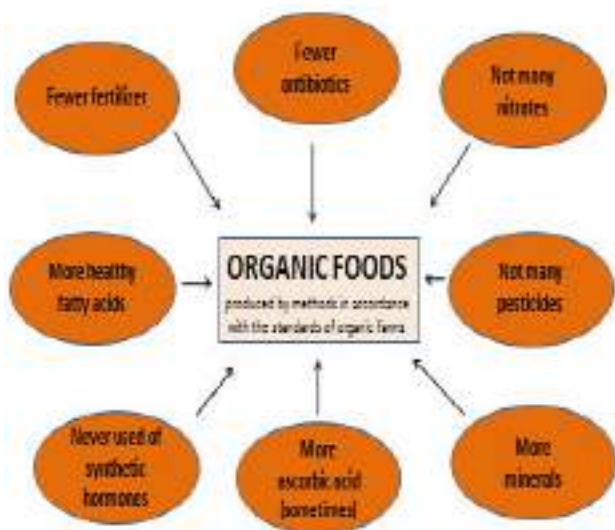 Fewer fertilizer
Fewer
antibiotics
Not many
nitrates
More healthy
fatty acids
ORGANIC FOODS
produced by methods in accordance
with the standards of organic farms
Not many
pesticides
Never used of
synthetic
hormones
More
ascorbic acid
(sometimes)
More
minerals